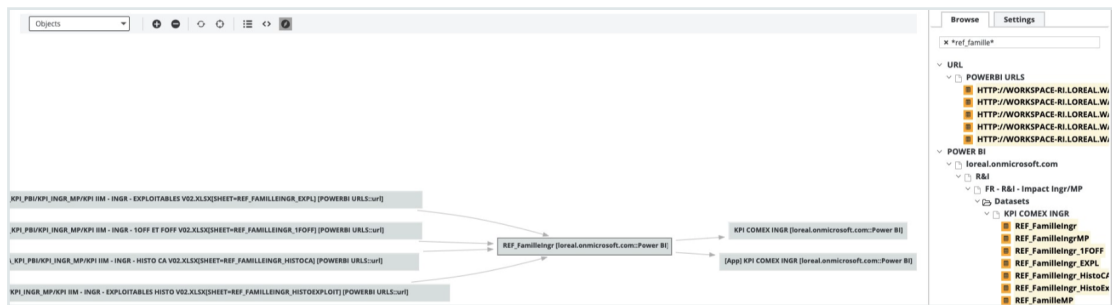 Objects
Browse
Settings
× *ref_famille*
URL
POWERBI URLS
HTTP://WORKSPACE-RI.LOREAL.W
HTTP://WORKSPACE-RI.LOREAL.W
HTTP://WORKSPACE-RI.LOREAL.W
HTTP://WORKSPACE-RI.LOREAL.W
HTTP://WORKSPACE-RI.LOREAL.W
POWER BI
loreal.onmicrosoft.com
R&I
FR - R&I - Impact Ingr/MP
Datasets
KPI COMEX INGR
REF_FamilleIngr
REF_FamilleIngrMP
REF_FamilleIngr_1FOFF
REF_FamilleIngr_EXPL
REF_FamilleIngr_HistoCA
REF_FamilleIngr_HistoEx
REF_FamilleMP
_KPI_PBI/KPI_INGR_MP/KPI IIM - INGR - EXPLOITABLES V02.XLSX[SHEET=REF_FAMILLEINGR_EXPL] [POWERBI URLS::url]
_KPI_PBI/KPI_INGR_MP/KPI IIM - INGR - 1OFF ET FOFF V02.XLSX[SHEET=REF_FAMILLEINGR_1FOFF] [POWERBI URLS::url]
_KPI_PBI/KPI_INGR_MP/KPI IIM - INGR - HISTO CA V02.XLSX[SHEET=REF_FAMILLEINGR_HISTOCA] [POWERBI URLS::url]
KPI_INGR_MP/KPI IIM - INGR - EXPLOITABLES HISTO V02.XLSX[SHEET=REF_FAMILLEINGR_HISTOEXPLOIT] [POWERBI URLS::url]
REF_FamilleIngr [loreal.onmicrosoft.com::Power BI]
KPI COMEX INGR [loreal.onmicrosoft.com::Power BI]
[App] KPI COMEX INGR [loreal.onmicrosoft.com::Power BI]